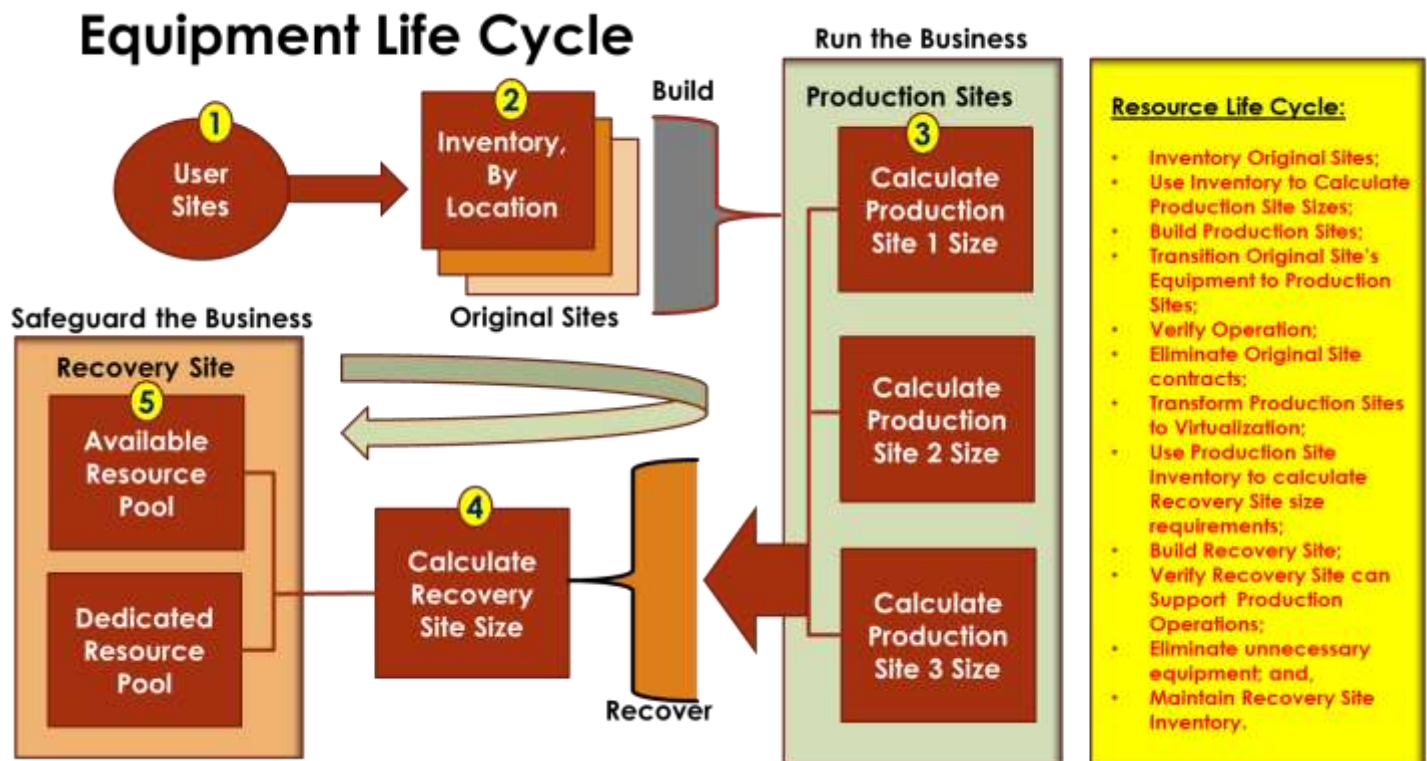 Equipment Life Cycle
1
User
Sites
2
Inventory,
By
Location
Original Sites
Build
Run the Business
Production Sites
3
Calculate
Production
Site 1 Size
Calculate
Production
Site 2 Size
Calculate
Production
Site 3 Size
Recover
4
Calculate
Recovery
Site Size
Safeguard the Business
Recovery Site
5
Available
Resource
Pool
Dedicated
Resource
Pool
Resource Life Cycle:
• Inventory Original Sites;
• Use Inventory to Calculate
Production Site Sizes;
• Build Production Sites;
• Transition Original Site's
Equipment to Production
Sites;
• Verify Operation;
• Eliminate Original Site
contracts;
• Transform Production Sites
to Virtualization;
• Use Production Site
Inventory to calculate
Recovery Site size
requirements;
• Build Recovery Site;
• Verify Recovery Site can
Support Production
Operations;
• Eliminate unnecessary
equipment; and,
• Maintain Recovery Site
Inventory.